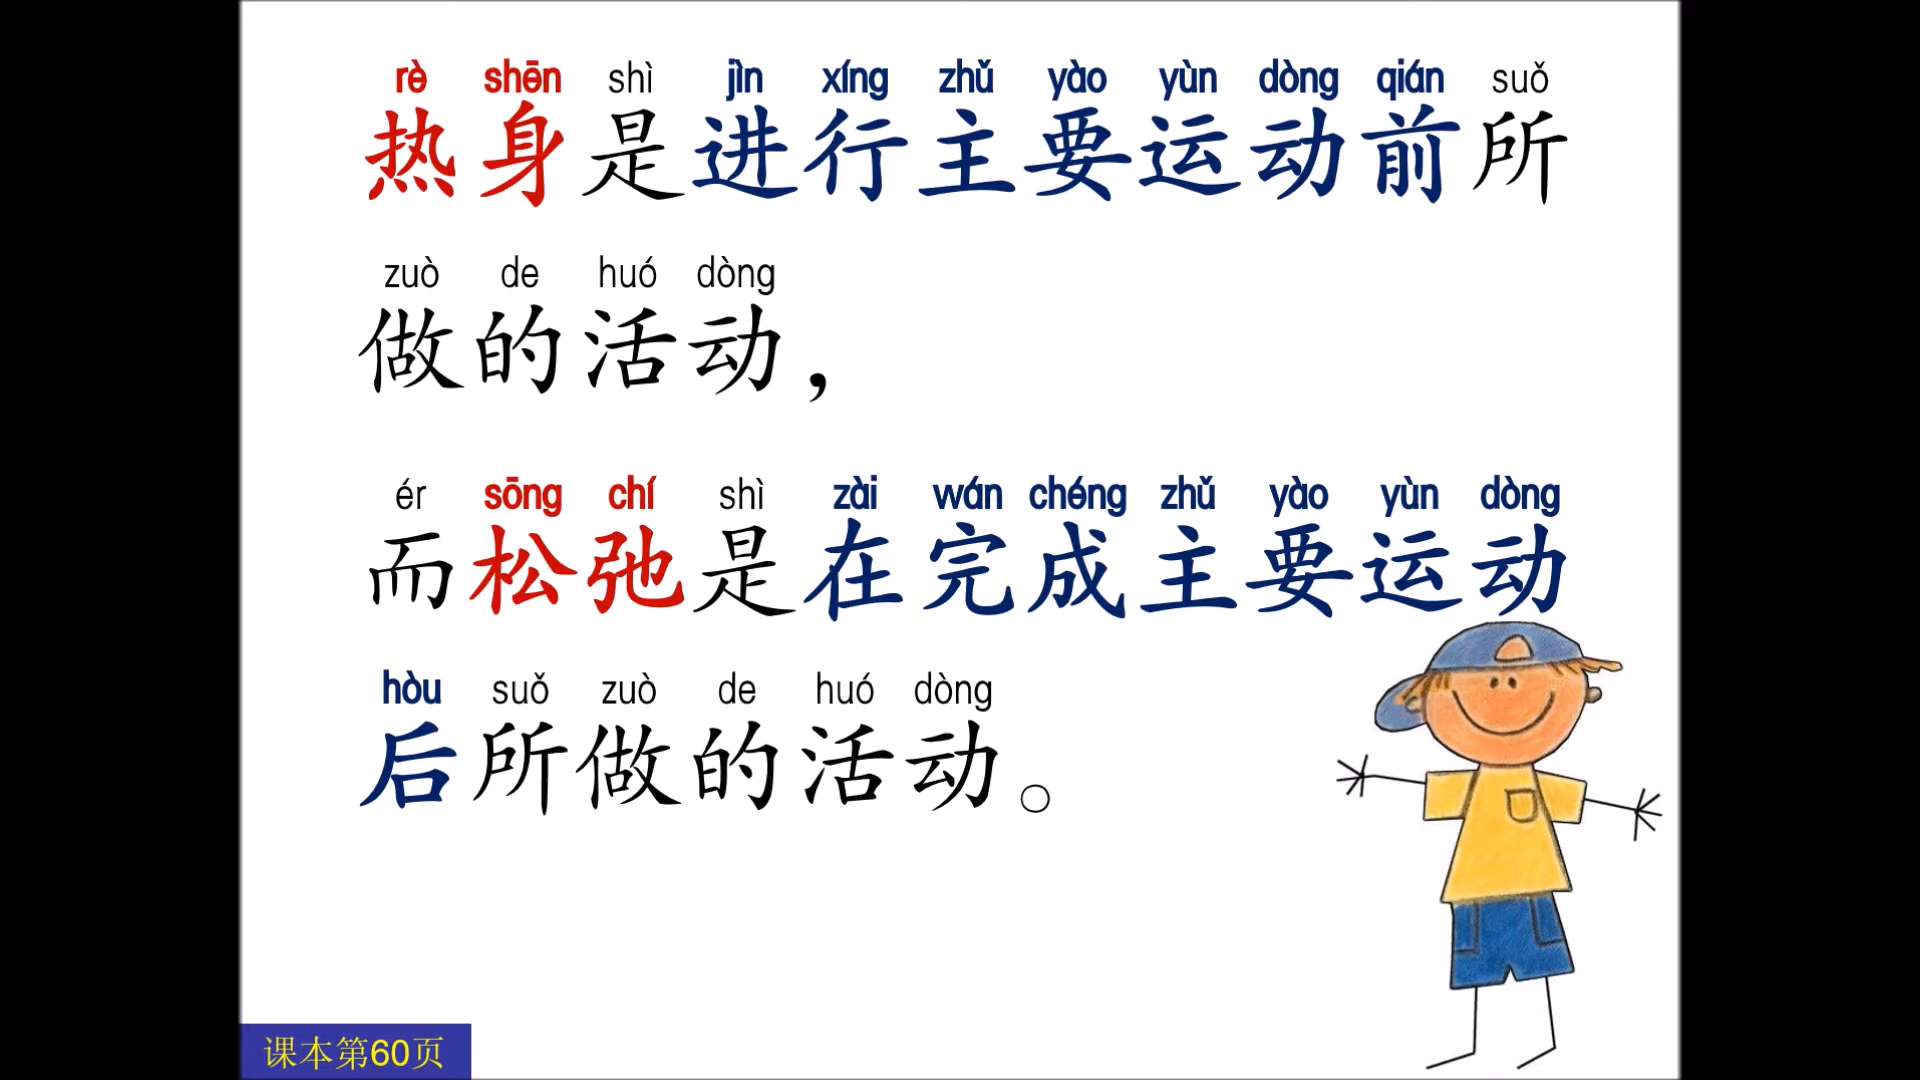 rè shēn shì jìn xíng zhǔ yào yùn dòng qián suǒ
热身是进行主要运动前所
zuò de huó dòng
做的活动，
ér sōng chí shì zài wán chéng zhǔ yào yùn dòng
而松弛是在完成主要运动
hòu suǒ zuò de huó dòng
后所做的活动。
课本第60页